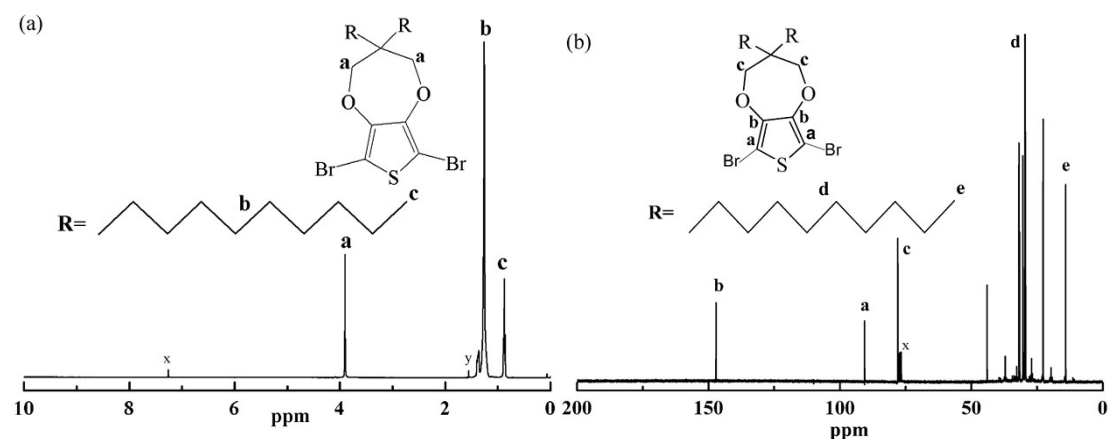 (a)
R R
b
a a
O O
Br S Br
b c
R=
a
c
x
y
10 8 6 4 2 0
ppm
(b)
R R
c c
d
O O
b b
a a
Br S Br
d e
R=
e
c
b
a
x
200 150 100 50 0
ppm